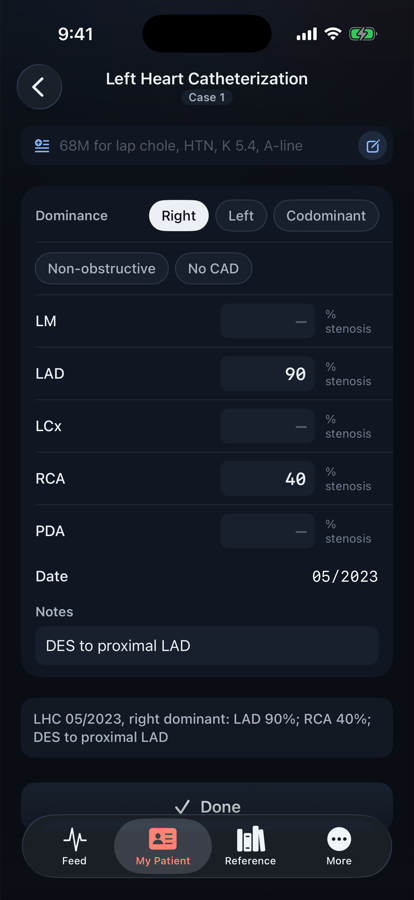 9:41
Left Heart Catheterization
Case 1
68M for lap chole, HTN, K 5.4, A-line
Dominance Right Left Codominant
Non-obstructive No CAD
LM – % stenosis
LAD 90 % stenosis
LCx – % stenosis
RCA 40 % stenosis
PDA – % stenosis
Date 05/2023
Notes
DES to proximal LAD
LHC 05/2023, right dominant: LAD 90%; RCA 40%;
DES to proximal LAD
Done
Feed My Patient Reference More